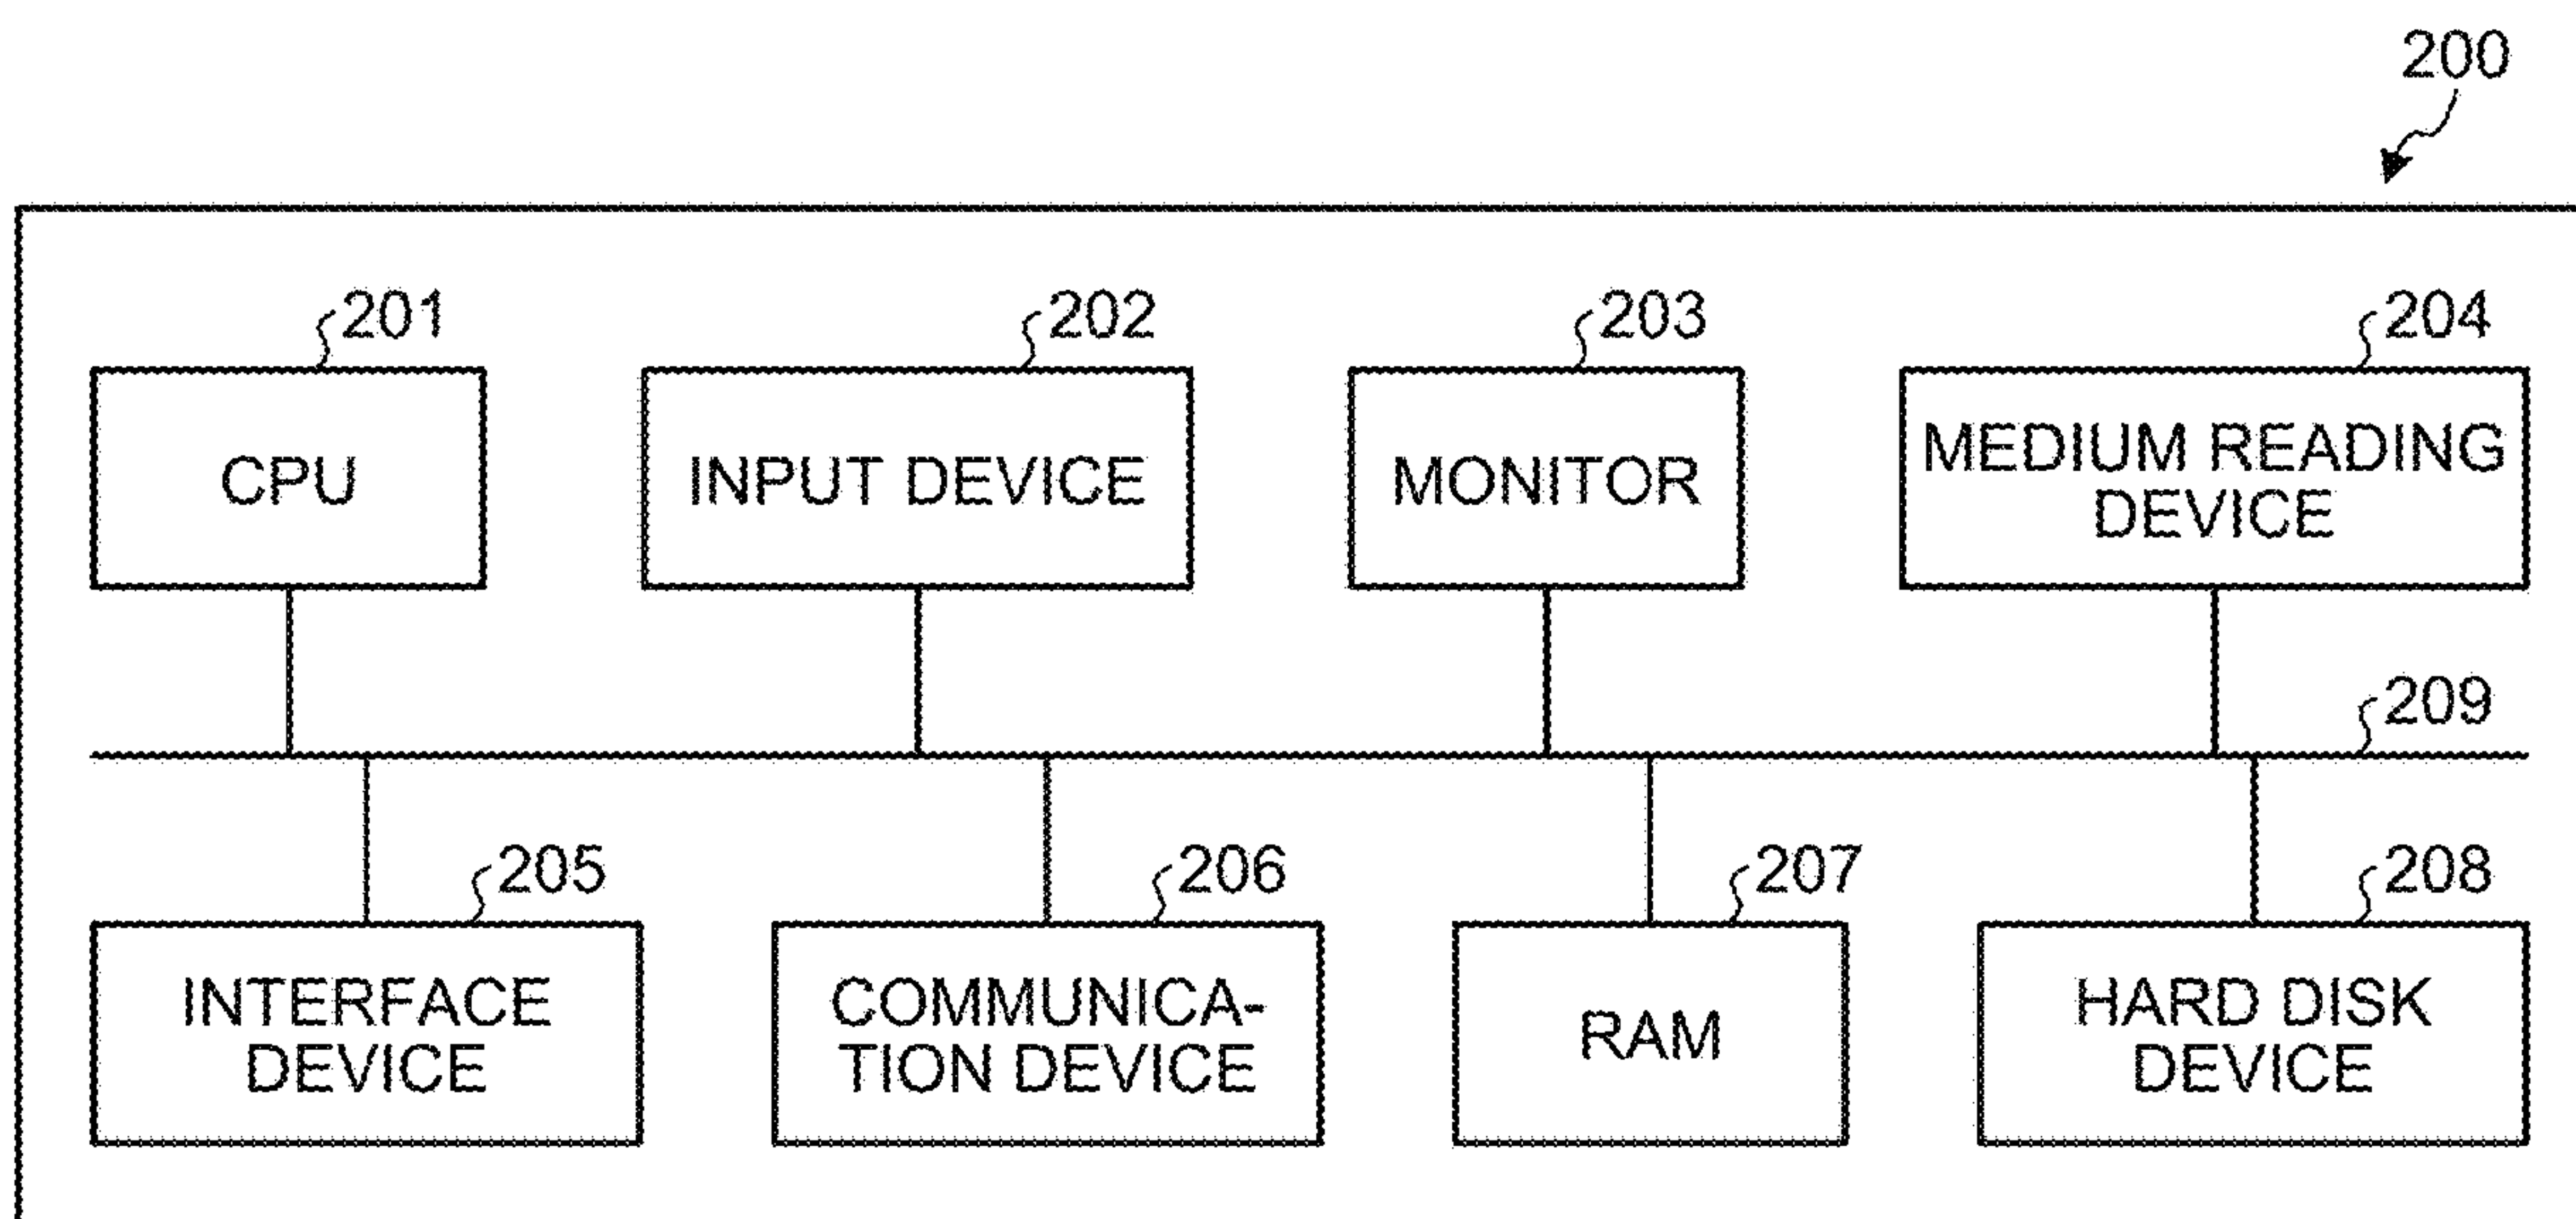 200
201
202
203
204
CPU
INPUT DEVICE
MONITOR
MEDIUM READING
DEVICE
209
205
206
207
208
INTERFACE
DEVICE
COMMUNICA-
TION DEVICE
RAM
HARD DISK
DEVICE